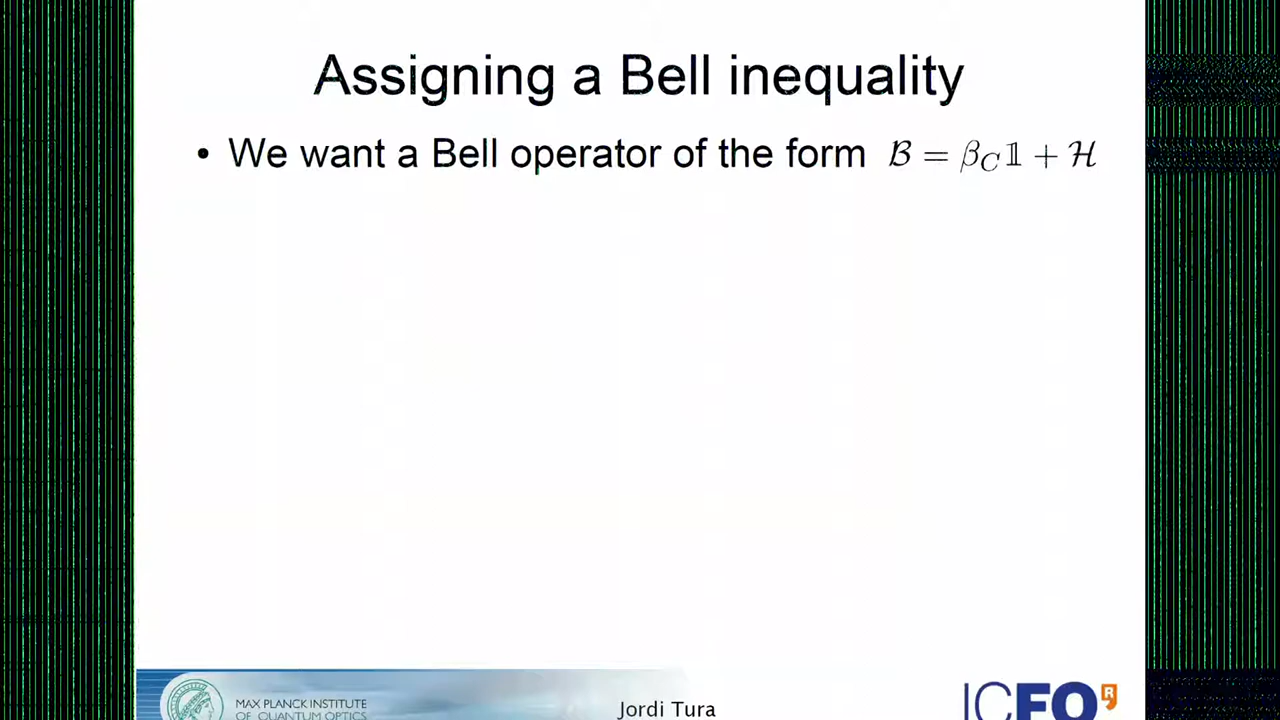 Assigning a Bell inequality
• We want a Bell operator of the form ℬ = β_C 𝟙 + ℋ
MAX PLANCK INSTITUTE
OF QUANTUM OPTICS
Jordi Tura
ICFO R